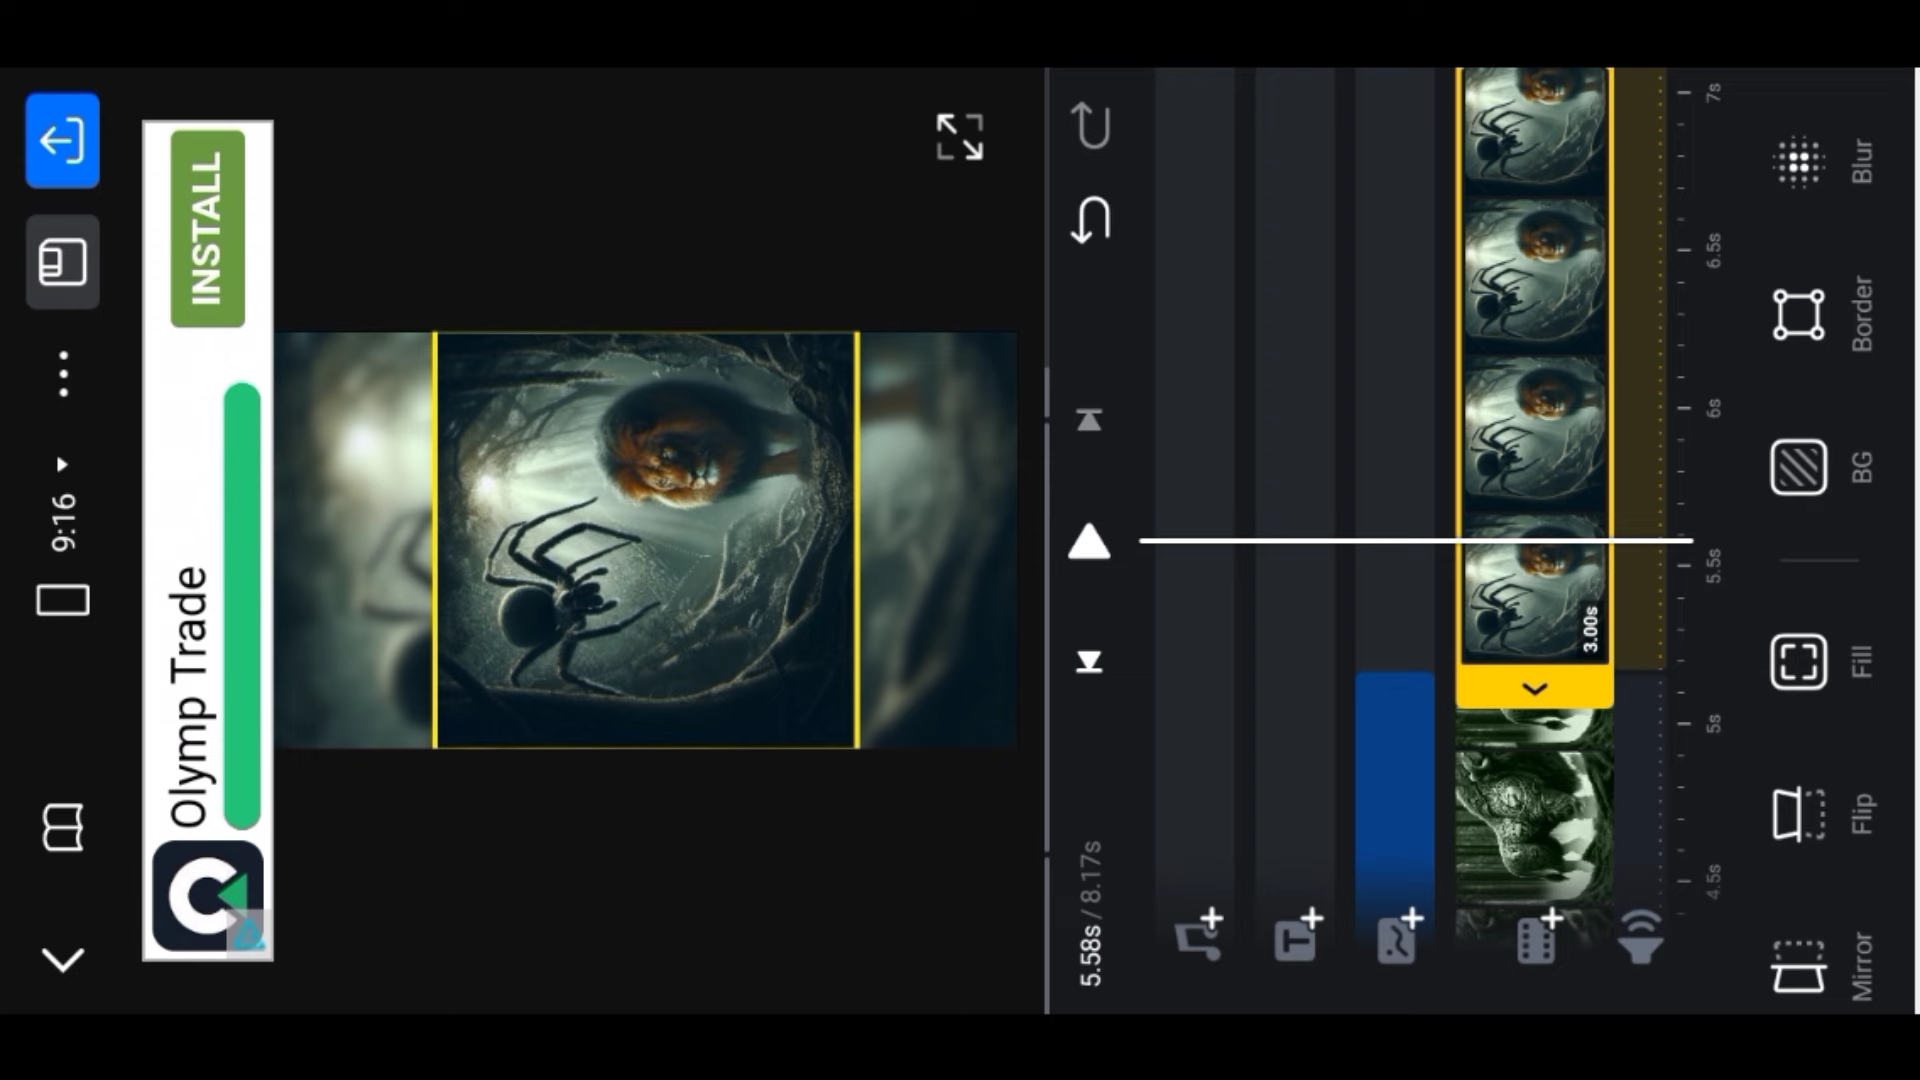 9:16
Olymp Trade
INSTALL
5.58s / 8.17s
3.00s
4.5s
5s
5.5s
6s
6.5s
7s
Mirror
Flip
Fill
BG
Border
Blur